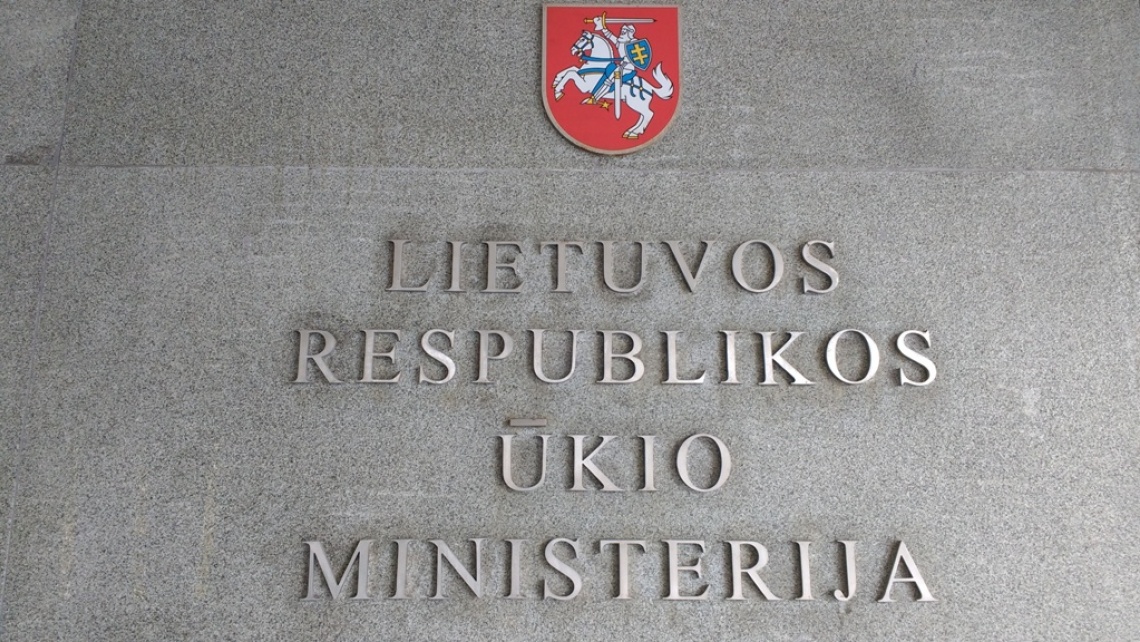 LIETUVOS
RESPUBLIKOS
ŪKIO
MINISTERIJA